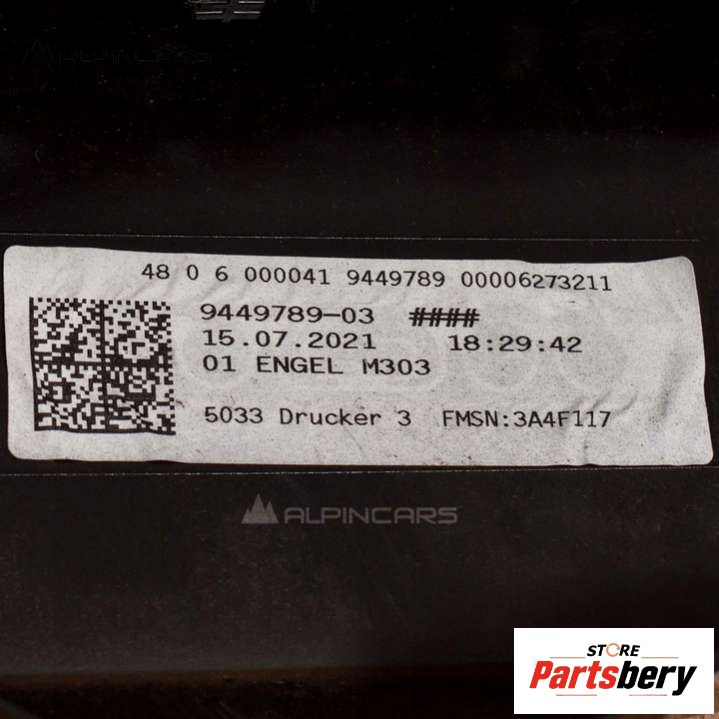 ALPINCARS
48 0 6 000041 9449789 00006273211
9449789-03 ####
15.07.2021 18:29:42
01 ENGEL M303
5033 Drucker 3 FMSN:3A4F117
ALPINCARS
STORE
Partsbery